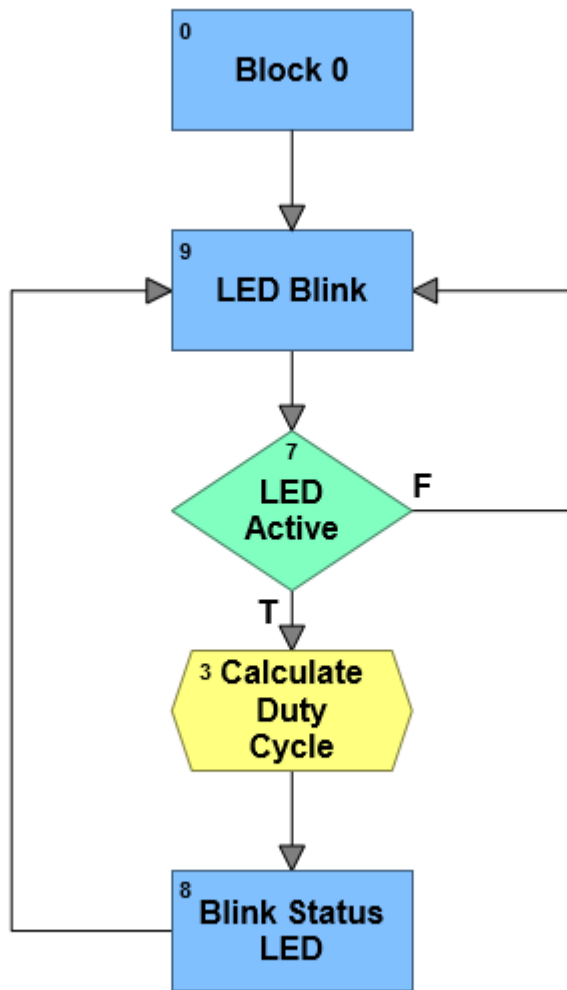 0
Block 0
9
LED Blink
7
LED
Active
F
T
3 Calculate
Duty
Cycle
8
Blink Status
LED